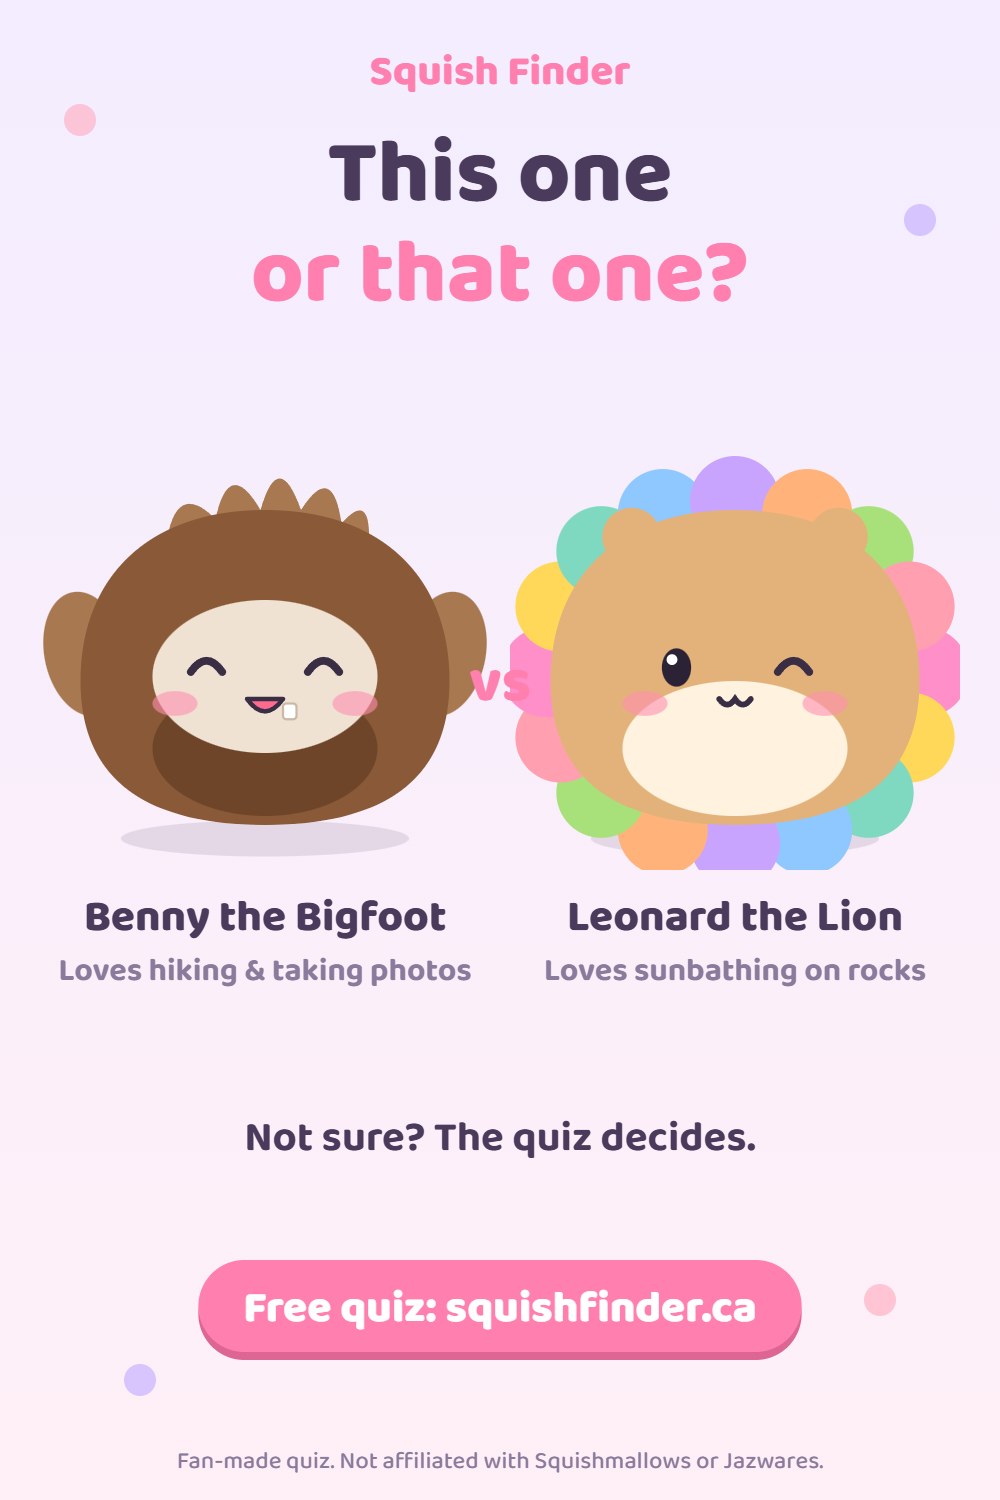 Squish Finder
This one
or that one?
vs
Benny the Bigfoot
Leonard the Lion
Loves hiking & taking photos
Loves sunbathing on rocks
Not sure? The quiz decides.
Free quiz: squishfinder.ca
Fan-made quiz. Not affiliated with Squishmallows or Jazwares.